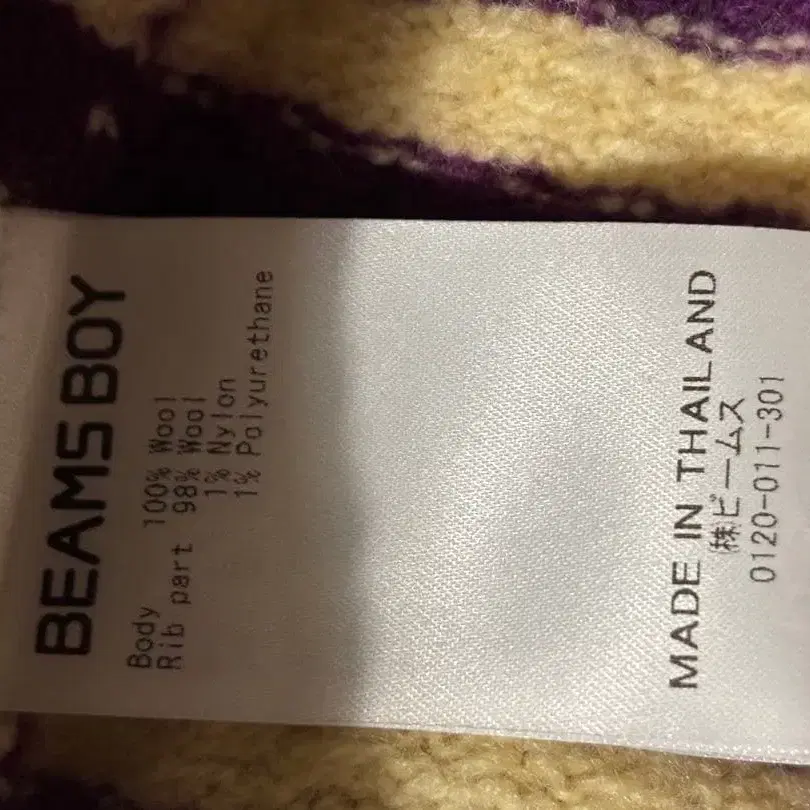 BEAMS BOY
Body 100% Wool
Rib part 98% Wool
1% Nylon
1% Polyurethane
MADE IN THAILAND
㈱ビームス
0120-011-301